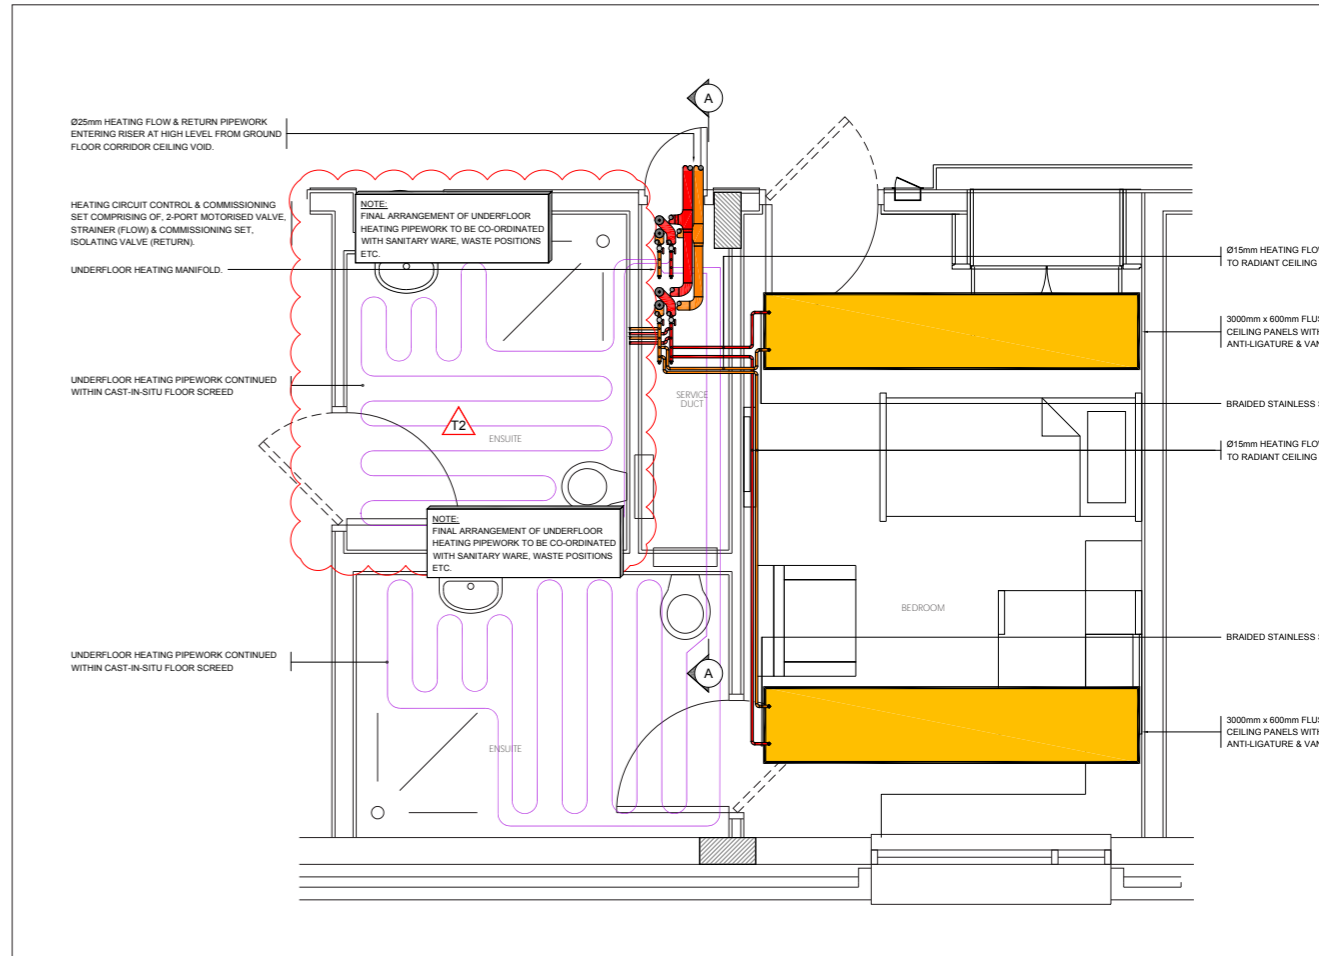 Ø25mm HEATING FLOW & RETURN PIPEWORK
ENTERING RISER AT HIGH LEVEL FROM GROUND
FLOOR CORRIDOR CEILING VOID.
A
HEATING CIRCUIT CONTROL & COMMISSIONING
SET COMPRISING OF, 2-PORT MOTORISED VALVE,
STRAINER (FLOW) & COMMISSIONING SET,
ISOLATING VALVE (RETURN).
NOTE:
FINAL ARRANGEMENT OF UNDERFLOOR
HEATING PIPEWORK TO BE CO-ORDINATED
WITH SANITARY WARE, WASTE POSITIONS
ETC.
UNDERFLOOR HEATING MANIFOLD.
Ø15mm HEATING FLO
TO RADIANT CEILING
3000mm x 600mm FLUS
CEILING PANELS WITH
ANTI-LIGATURE & VAN
UNDERFLOOR HEATING PIPEWORK CONTINUED
WITHIN CAST-IN-SITU FLOOR SCREED
SERVICE
DUCT
BRAIDED STAINLESS S
T2
ENSUITE
Ø15mm HEATING FLO
TO RADIANT CEILING
NOTE:
FINAL ARRANGEMENT OF UNDERFLOOR
HEATING PIPEWORK TO BE CO-ORDINATED
WITH SANITARY WARE, WASTE POSITIONS
ETC.
BEDROOM
BRAIDED STAINLESS S
UNDERFLOOR HEATING PIPEWORK CONTINUED
WITHIN CAST-IN-SITU FLOOR SCREED
A
3000mm x 600mm FLUS
CEILING PANELS WITH
ANTI-LIGATURE & VAN
ENSUITE